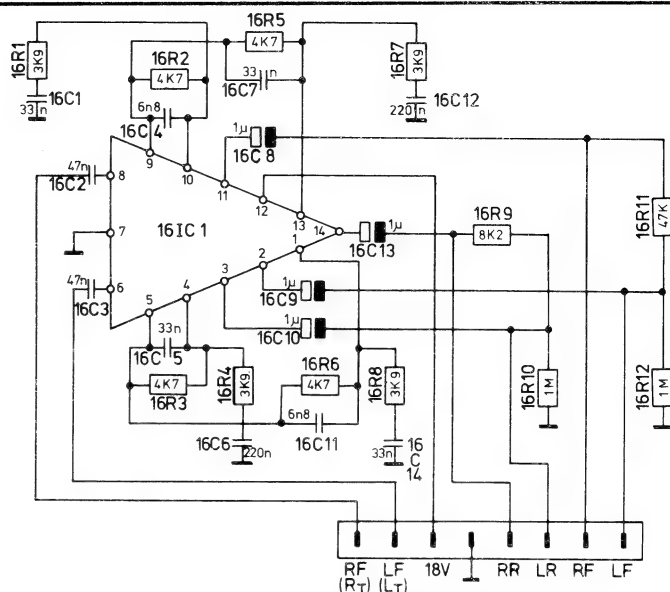 16R1
3K9
16C1
33n
16R2
4K7
6n8
16C4
16R5
4K7
33n
16C7
16R7
3K9
16C12
220n
1µ
16C8
47n
16C2
8
9
10
11
12
13
14
1
2
3
4
5
6
7
16IC1
47n
16C3
16C13
1µ
16R9
8K2
16R11
47K
1µ
16C9
1µ
16C10
33n
16C5
4K7
16R3
16R4
3K9
16C6
220n
16R6
4K7
6n8
16C11
16R8
3K9
33n
16C14
16R10
1M
16R12
1M
RF LF 18V RR LR RF LF
(RT) (LT)